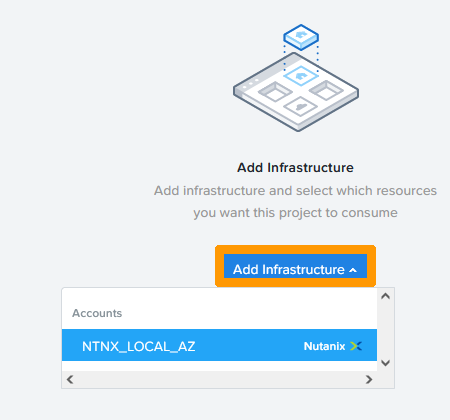 Add Infrastructure
Add infrastructure and select which resources
you want this project to consume
Add Infrastructure
Accounts
NTNX_LOCAL_AZ Nutanix